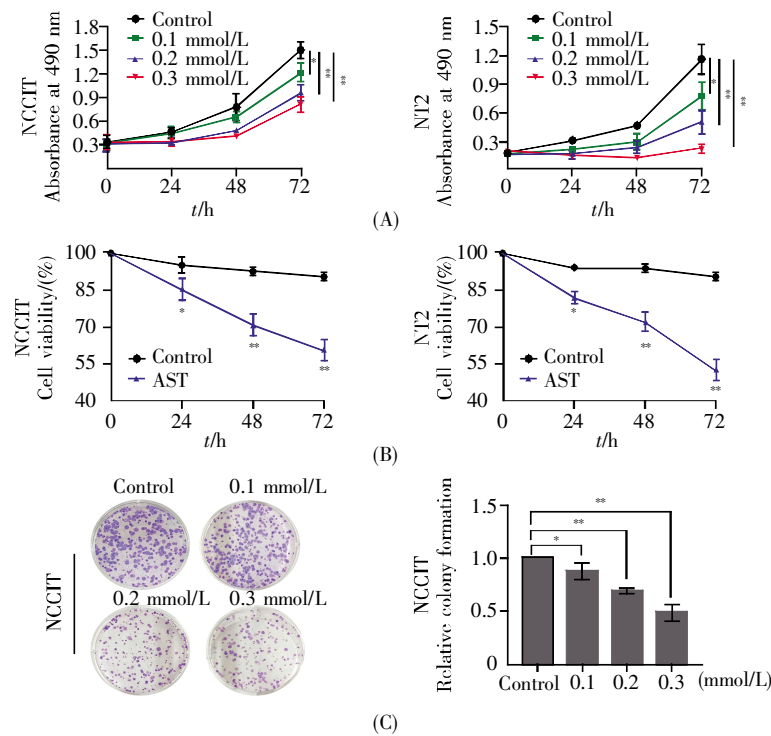 NCCIT
Absorbance at 490 nm
1.8
1.5
1.2
0.9
0.6
0.3
Control
0.1 mmol/L
0.2 mmol/L
0.3 mmol/L
*
**
**
0
24
48
72
t/h
NT2
Absorbance at 490 nm
1.5
1.2
0.9
0.6
0.3
Control
0.1 mmol/L
0.2 mmol/L
0.3 mmol/L
*
**
**
0
24
48
72
t/h
(A)
NCCIT
Cell viability/(%)
100
85
70
55
40
*
**
**
Control
AST
0
24
48
72
t/h
NT2
Cell viability/(%)
100
85
70
55
40
*
**
**
Control
AST
0
24
48
72
t/h
(B)
NCCIT
Control
0.1 mmol/L
0.2 mmol/L
0.3 mmol/L
NCCIT
Relative colony formation
1.5
1.0
0.5
0
**
**
*
Control
0.1
0.2
0.3
(mmol/L)
(C)